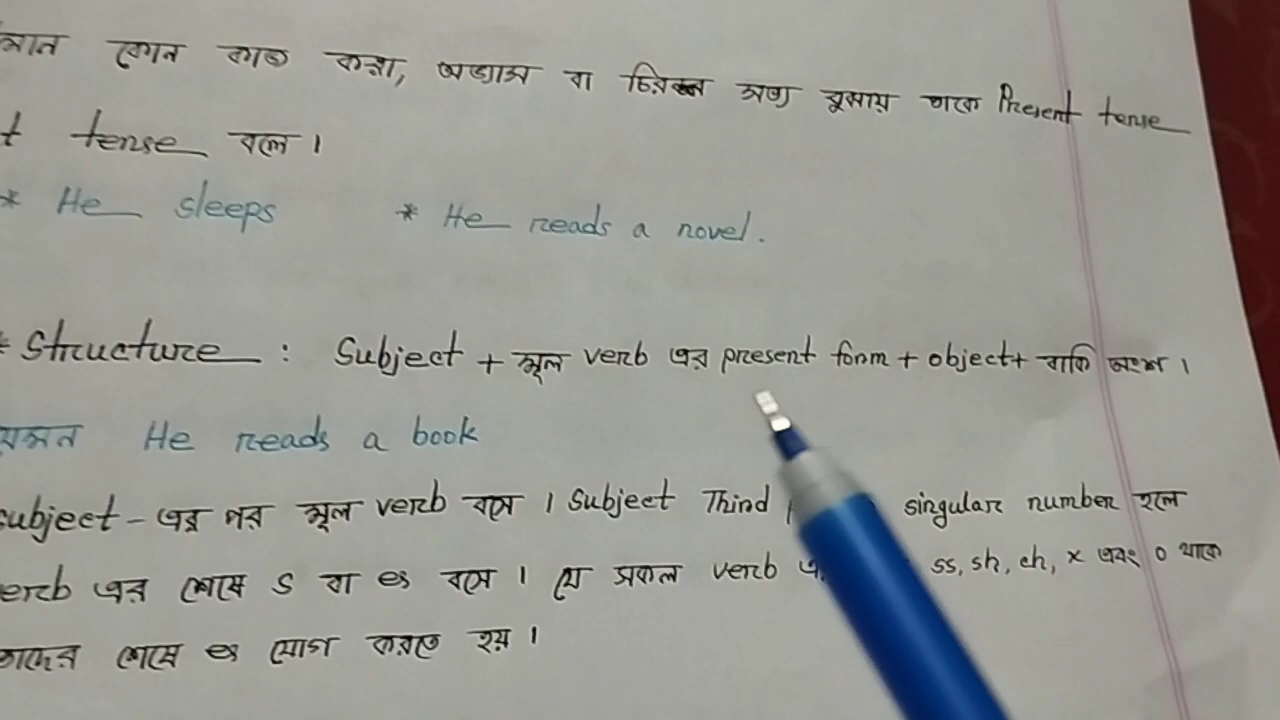 কোন কাজ করা, অভ্যাস বা চিরন্তন সত্য বুঝায় তাকে Present tense
t tense বলে ।
* He sleeps * He reads a novel.
* Structure : Subject + মূল verb এর present form + object + বাকি অংশ ।
যেমন He reads a book
subject - এর পর মূল verb বসে । Subject Third singular number হলে
verb এর শেষে s বা es বসে । যে সকল verb ss, sh, ch, x এবং o থাকে
তাদের শেষে es যোগ করতে হয় ।